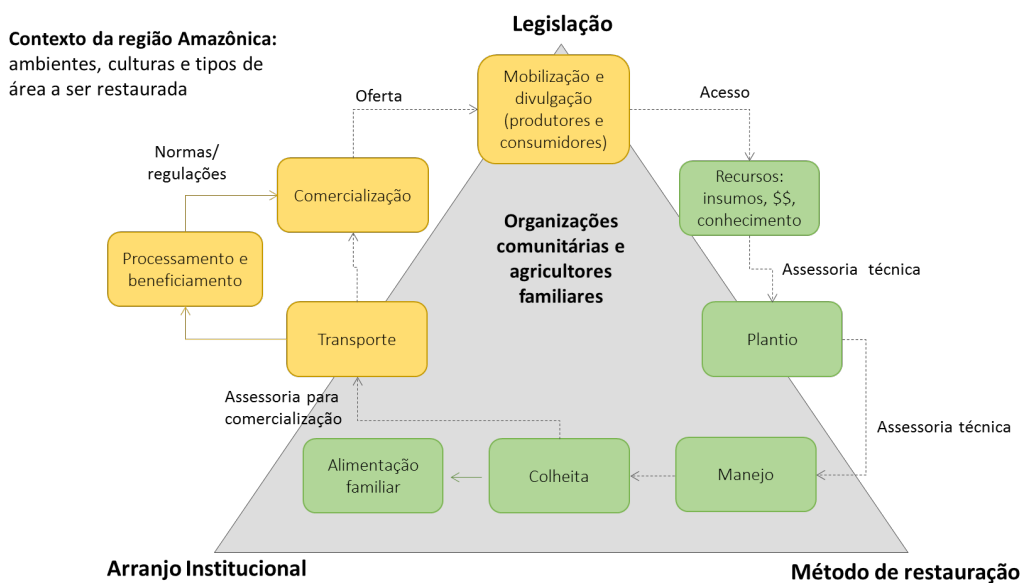 Legislação
Contexto da região Amazônica:
ambientes, culturas e tipos de
área a ser restaurada
Mobilização e
divulgação
(produtores e
consumidores)
Oferta
Acesso
Normas/
regulações
Comercialização
Recursos:
insumos, $$,
conhecimento
Organizações
comunitárias e
agricultores
familiares
Processamento e
beneficiamento
Assessoria técnica
Transporte
Plantio
Assessoria para
comercialização
Assessoria técnica
Alimentação
familiar
Colheita
Manejo
Arranjo Institucional
Método de restauração